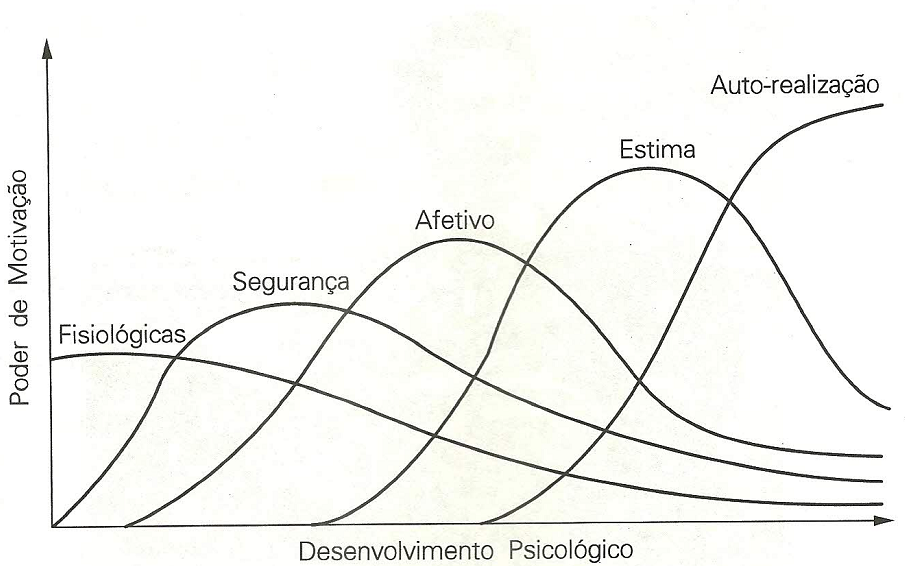 Auto-realização
Estima
Afetivo
Segurança
Fisiológicas
Poder de Motivação
Desenvolvimento Psicológico